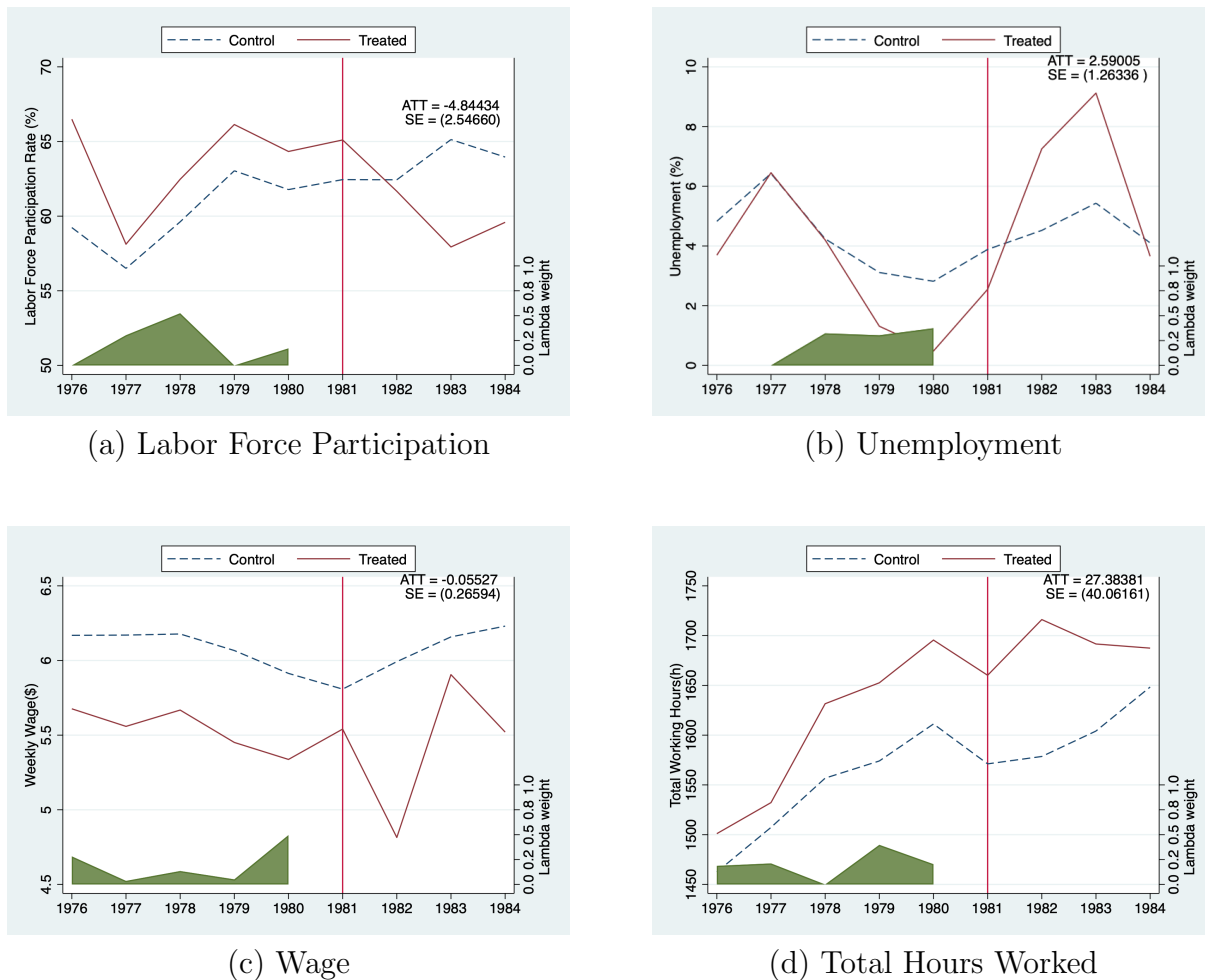 Control Treated
ATT = -4.84434
SE = (2.54660)
Labor Force Participation Rate (%)
50 55 60 65 70
Lambda weight
0.0 0.2 0.5 0.8 1.0
1976 1977 1978 1979 1980 1981 1982 1983 1984
(a) Labor Force Participation
Control Treated
ATT = 2.59005
SE = (1.26336 )
Unemployment (%)
0 2 4 6 8 10
Lambda weight
0.0 0.2 0.5 0.8 1.0
1976 1977 1978 1979 1980 1981 1982 1983 1984
(b) Unemployment
Control Treated
ATT = -0.05527
SE = (0.26594)
Weekly Wage($)
4.5 5 5.5 6 6.5
Lambda weight
0.0 0.2 0.5 0.8 1.0
1976 1977 1978 1979 1980 1981 1982 1983 1984
(c) Wage
Control Treated
ATT = 27.38381
SE = (40.06161)
Total Working Hours(h)
1450 1500 1550 1600 1650 1700 1750
Lambda weight
0.0 0.2 0.5 0.8 1.0
1976 1977 1978 1979 1980 1981 1982 1983 1984
(d) Total Hours Worked